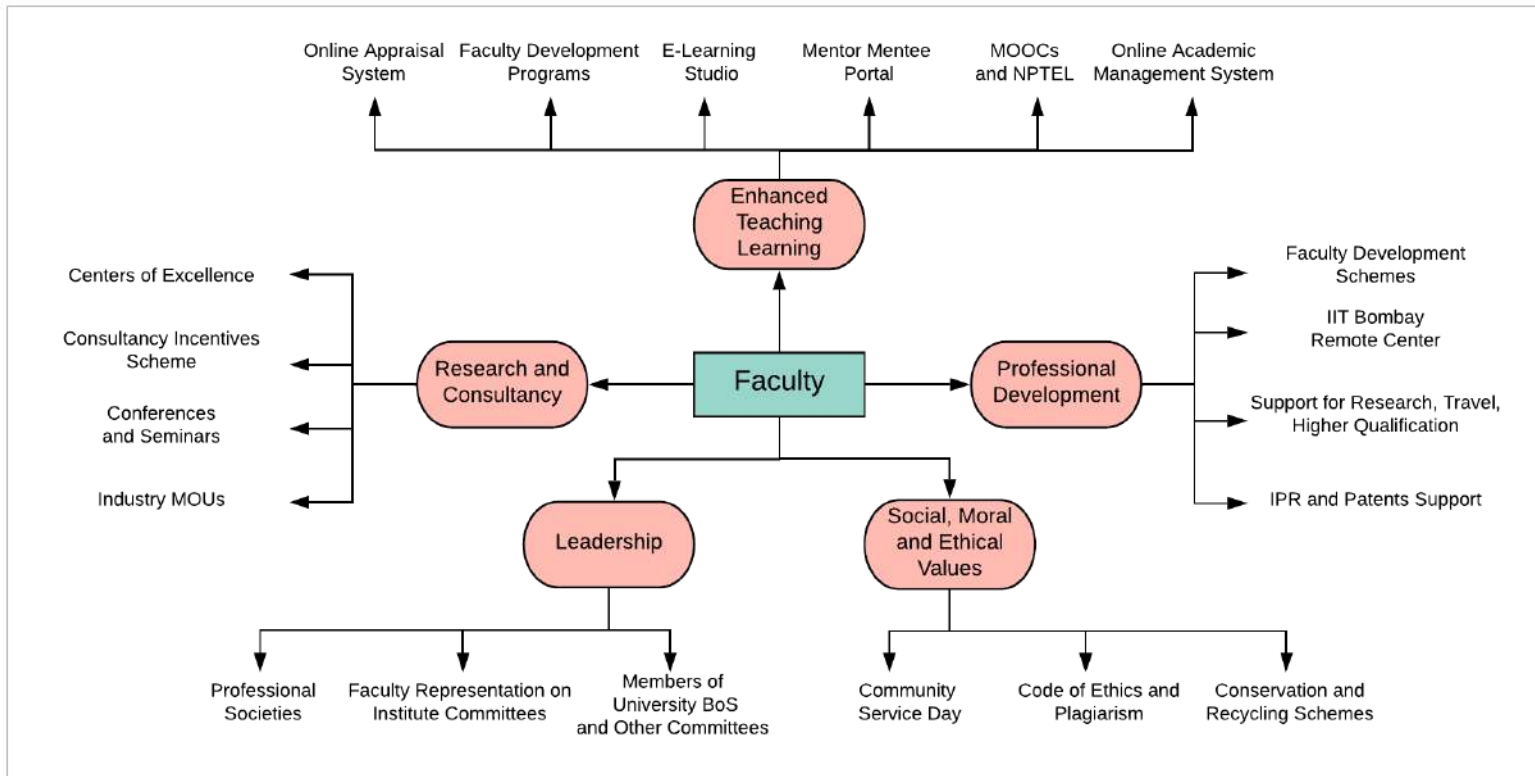 Online Appraisal
System
Faculty Development
Programs
E-Learning
Studio
Mentor Mentee
Portal
MOOCs
and NPTEL
Online Academic
Management System
Enhanced
Teaching
Learning
Centers of Excellence
Consultancy Incentives
Scheme
Conferences
and Seminars
Industry MOUs
Research and
Consultancy
Faculty
Professional
Development
Faculty Development
Schemes
IIT Bombay
Remote Center
Support for Research, Travel,
Higher Qualification
IPR and Patents Support
Leadership
Social, Moral
and Ethical
Values
Professional
Societies
Faculty Representation on
Institute Committees
Members of
University BoS
and Other Committees
Community
Service Day
Code of Ethics and
Plagiarism
Conservation and
Recycling Schemes